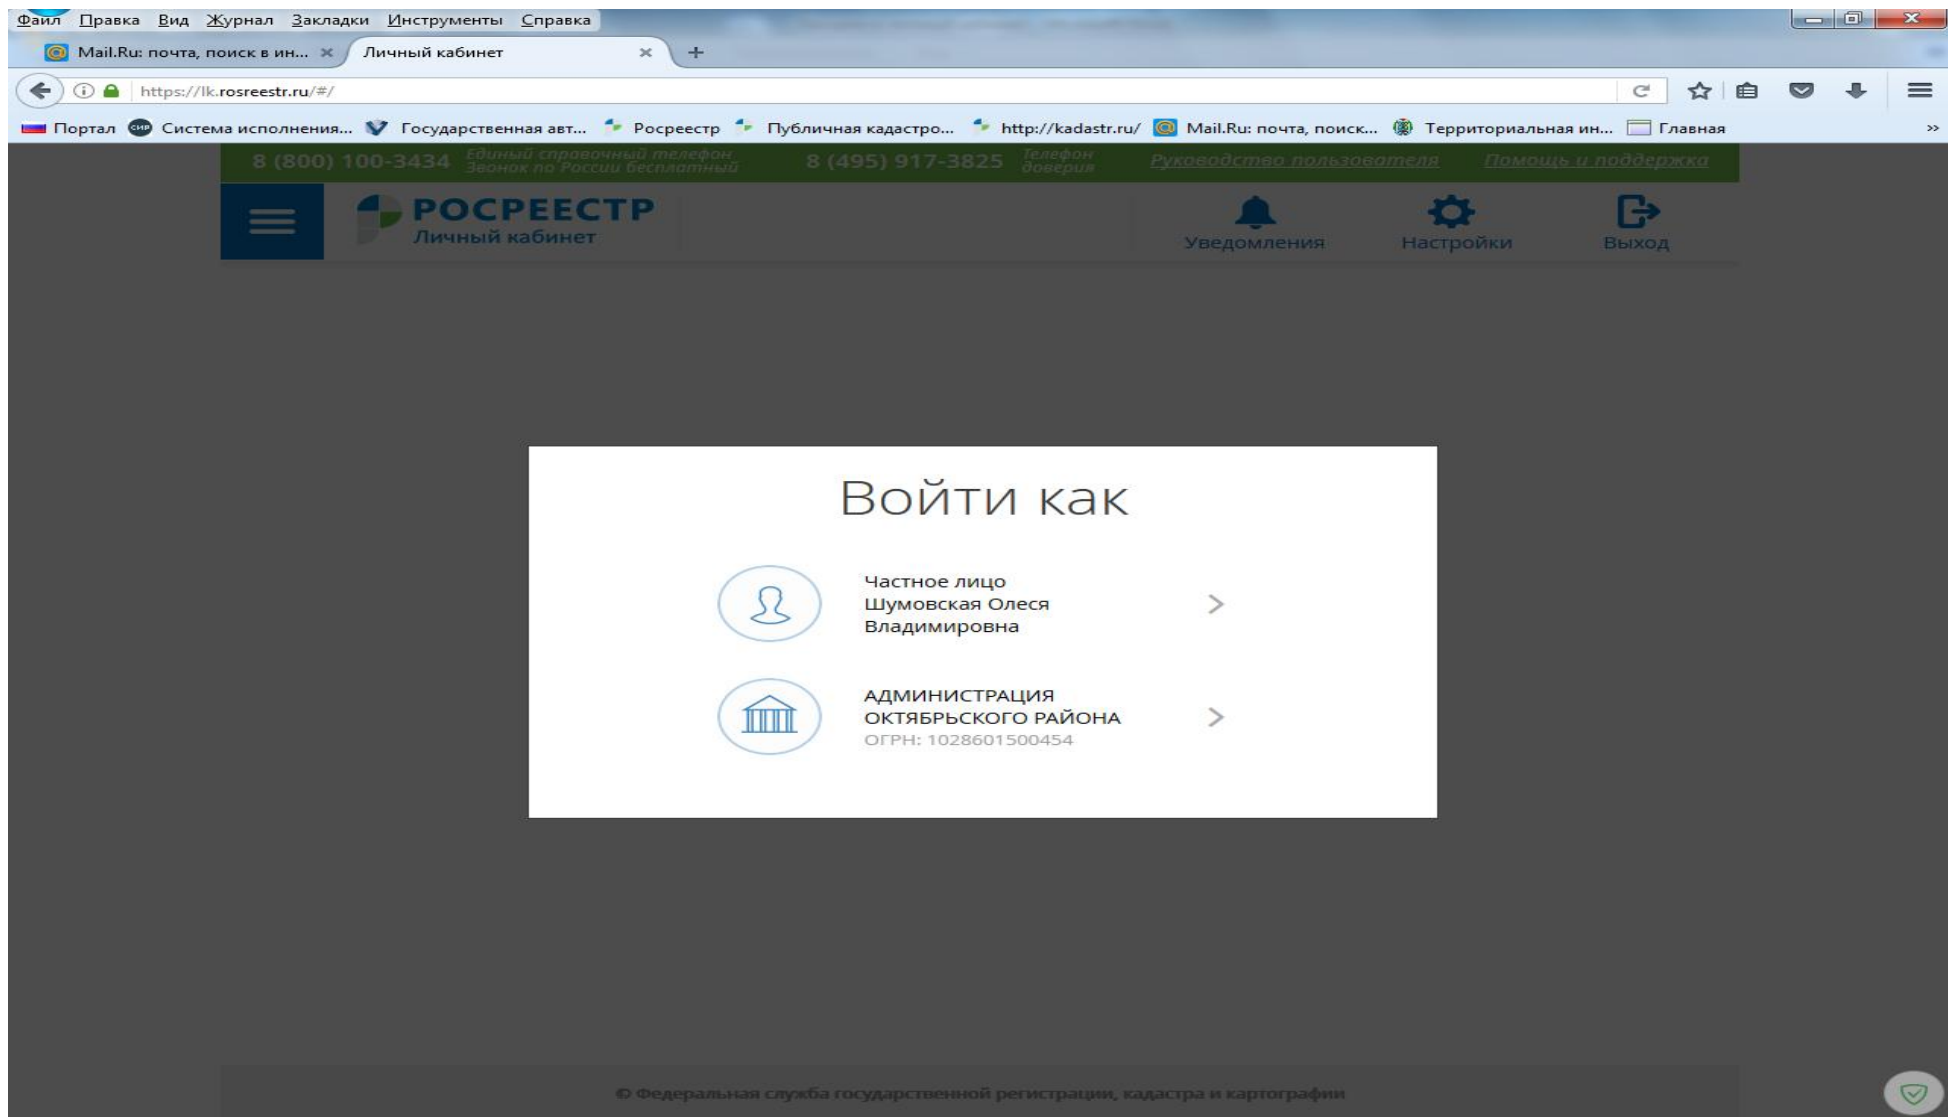 Файл Правка Вид Журнал Закладки Инструменты Справка
Mail.Ru: почта, поиск в ин... Личный кабинет
https://lk.rosreestr.ru/#/
Портал Система исполнения... Государственная авт... Росреестр Публичная кадастро... http://kadastr.ru/ Mail.Ru: почта, поиск... Территориальная ин... Главная
8 (800) 100-3434 Единый справочный телефон Звонок по России бесплатный 8 (495) 917-3825 Телефон доверия Руководство пользователя Помощь и поддержка
РОСРЕЕСТР
Личный кабинет
Уведомления Настройки Выход
Войти как
Частное лицо
Шумовская Олеся
Владимировна
АДМИНИСТРАЦИЯ
ОКТЯБРЬСКОГО РАЙОНА
ОГРН: 1028601500454
© Федеральная служба государственной регистрации, кадастра и картографии